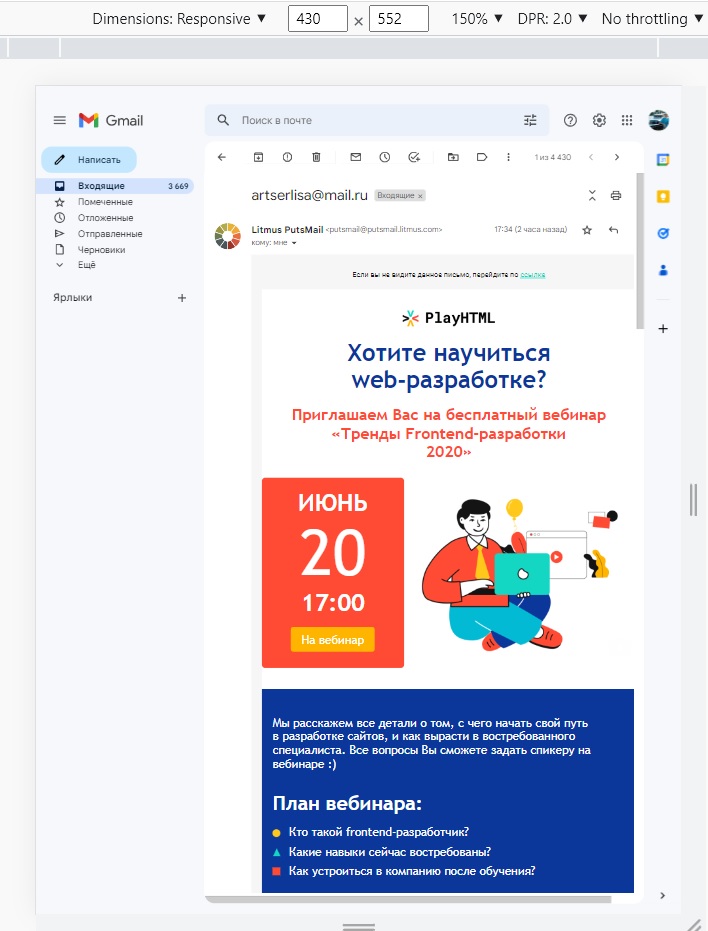 Dimensions: Responsive ▼ 430 × 552 150% ▼ DPR: 2.0 ▼ No throttling ▼
Gmail
Поиск в почте
Написать
Входящие 3 669
Помеченные
Отложенные
Отправленные
Черновики
Ещё
Ярлыки +
1 из 4 430
artserlisa@mail.ru Входящие ×
Litmus PutsMail <putsmail@putsmail.litmus.com> 17:34 (2 часа назад)
кому: мне
Если вы не видите данное письмо, перейдите по ссылке
PlayHTML
Хотите научиться
web-разработке?
Приглашаем Вас на бесплатный вебинар
«Тренды Frontend-разработки
2020»
ИЮНЬ
20
17:00
На вебинар
Мы расскажем все детали о том, с чего начать свой путь
в разработке сайтов, и как вырасти в востребованного
специалиста. Все вопросы Вы сможете задать спикеру на
вебинаре :)
План вебинара:
Кто такой frontend-разработчик?
Какие навыки сейчас востребованы?
Как устроиться в компанию после обучения?